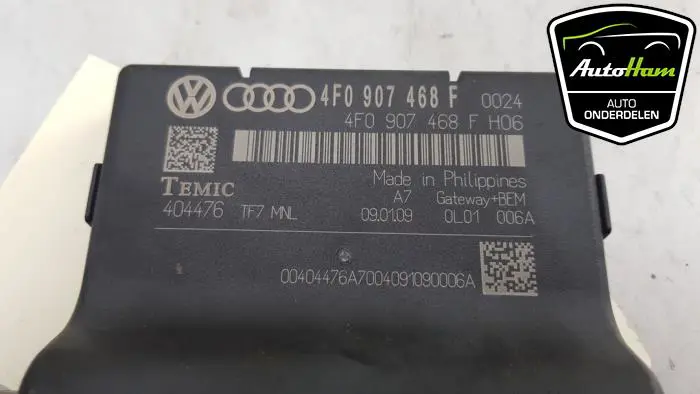 4F0 907 468 F 0024
4F0 907 468 F H06
TEMIC
Made in Philippines
A7 Gateway+BEM
404476 TF7 MNL 09.01.09 0L01 006A
00404476A7004091090006A
AutoHam
AUTO
ONDERDELEN